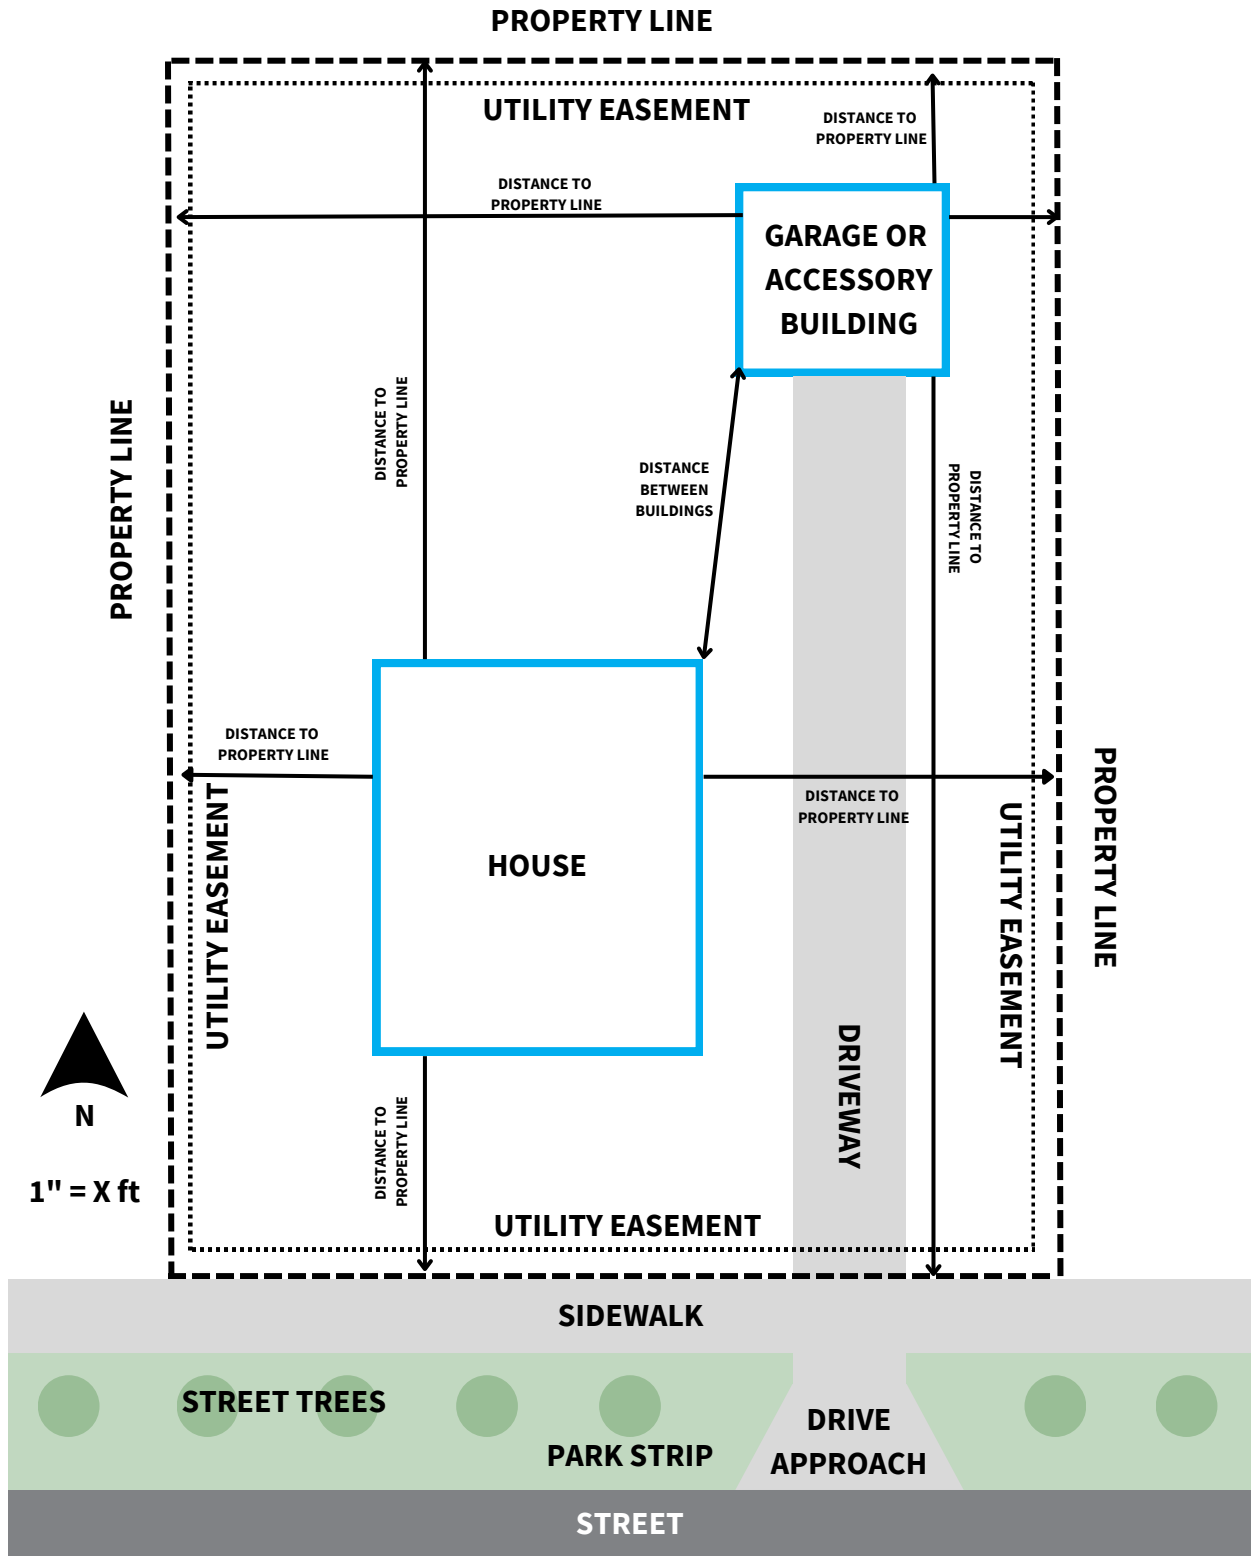 PROPERTY LINE
UTILITY EASEMENT
DISTANCE TO
PROPERTY LINE
DISTANCE TO
PROPERTY LINE
GARAGE OR
ACCESSORY
BUILDING
DISTANCE TO
PROPERTY LINE
PROPERTY LINE
DISTANCE
BETWEEN
BUILDINGS
DISTANCE TO
PROPERTY LINE
DISTANCE TO
PROPERTY LINE
DISTANCE TO
PROPERTY LINE
PROPERTY LINE
UTILITY EASEMENT
HOUSE
UTILITY EASEMENT
DRIVEWAY
N
DISTANCE TO
PROPERTY LINE
1" = X ft
UTILITY EASEMENT
SIDEWALK
STREET TREES
DRIVE
APPROACH
PARK STRIP
STREET